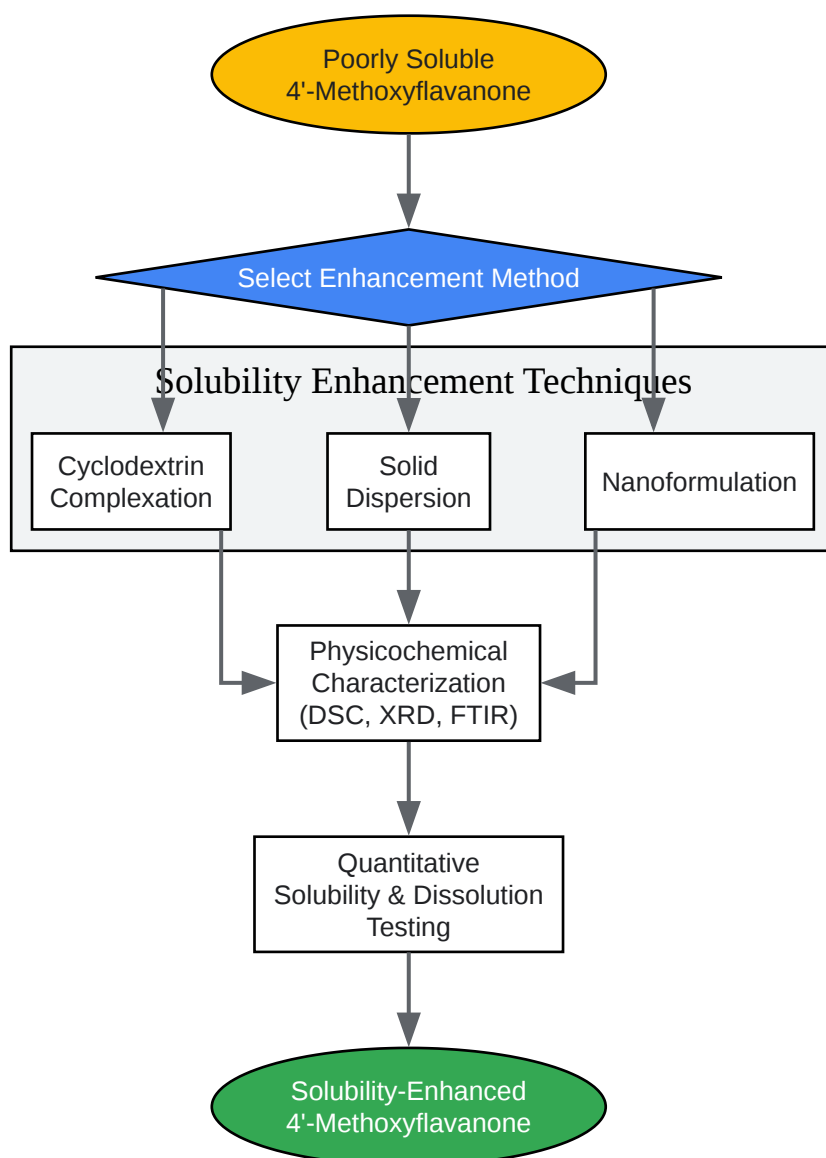 Poorly Soluble
4'-Methoxyflavanone
Select Enhancement Method
Solubility Enhancement Techniques
Cyclodextrin
Complexation
Solid
Dispersion
Nanoformulation
Physicochemical
Characterization
(DSC, XRD, FTIR)
Quantitative
Solubility & Dissolution
Testing
Solubility-Enhanced
4'-Methoxyflavanone